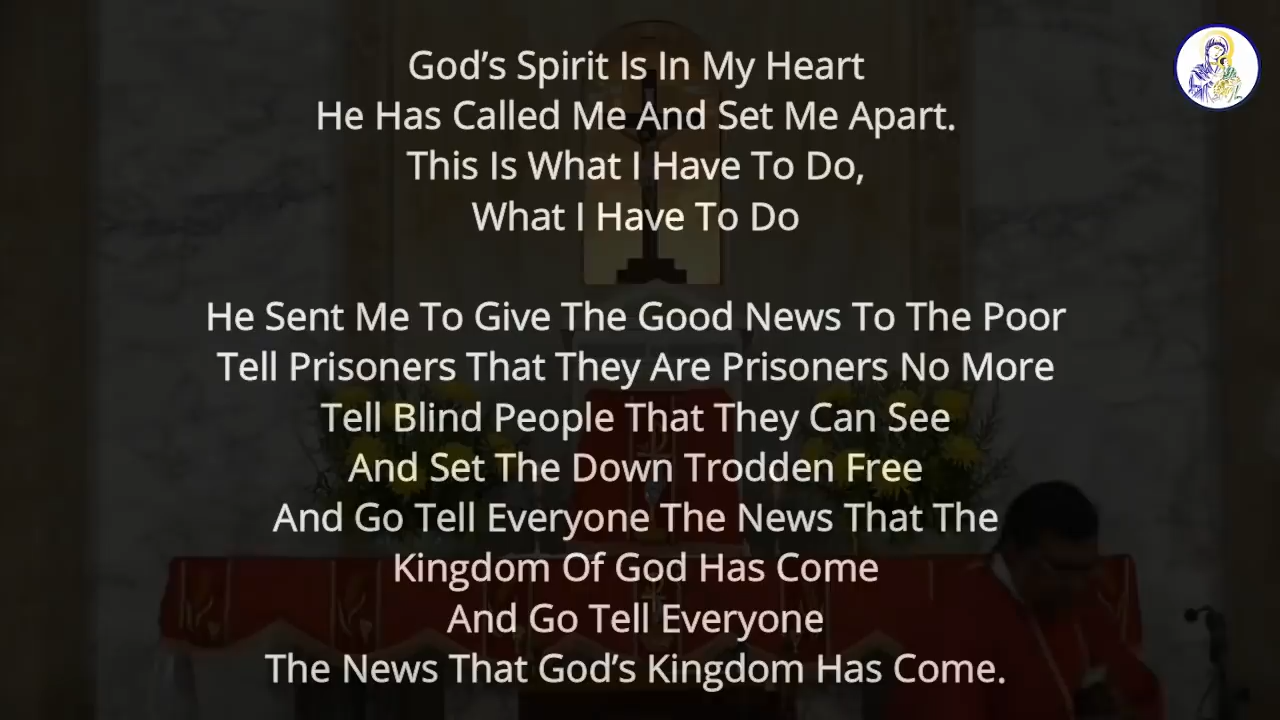 God’s Spirit Is In My Heart
He Has Called Me And Set Me Apart.
This Is What I Have To Do,
What I Have To Do
He Sent Me To Give The Good News To The Poor
Tell Prisoners That They Are Prisoners No More
Tell Blind People That They Can See
And Set The Down Trodden Free
And Go Tell Everyone The News That The
Kingdom Of God Has Come
And Go Tell Everyone
The News That God’s Kingdom Has Come.